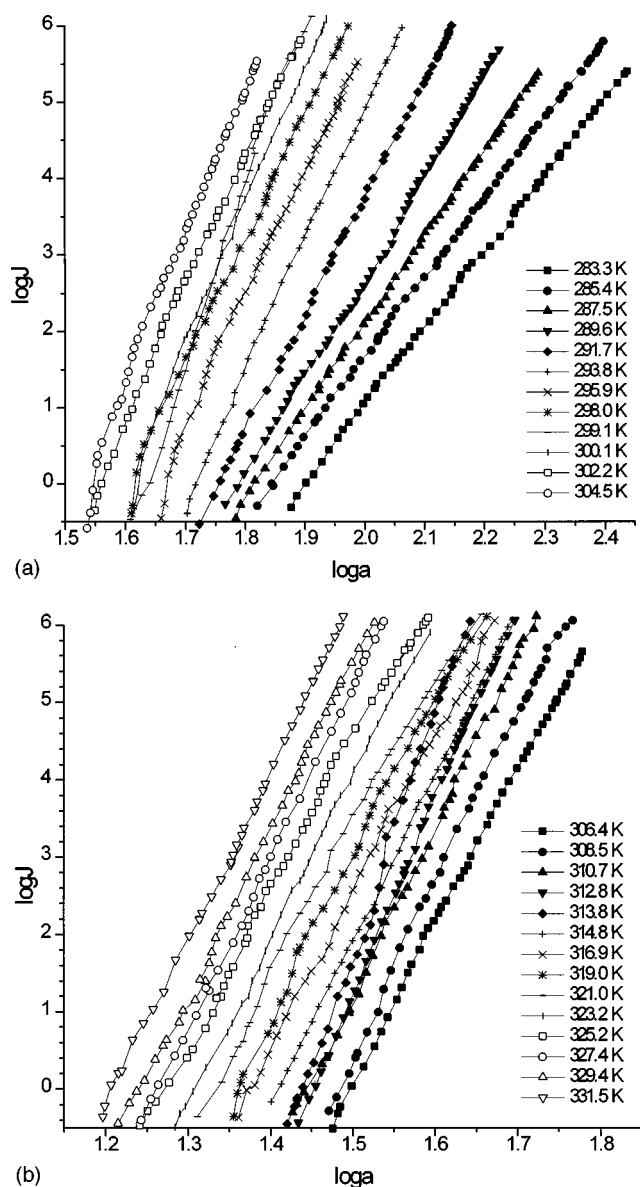 6
5
4
3
2
1
0
logJ
283.3 K
285.4 K
287.5 K
289.6 K
291.7 K
293.8 K
295.9 K
298.0 K
299.1 K
300.1 K
302.2 K
304.5 K
1.5 1.6 1.7 1.8 1.9 2.0 2.1 2.2 2.3 2.4
(a) loga
6
5
4
3
2
1
0
logJ
306.4 K
308.5 K
310.7 K
312.8 K
313.8 K
314.8 K
316.9 K
319.0 K
321.0 K
323.2 K
325.2 K
327.4 K
329.4 K
331.5 K
1.2 1.3 1.4 1.5 1.6 1.7 1.8
(b) loga